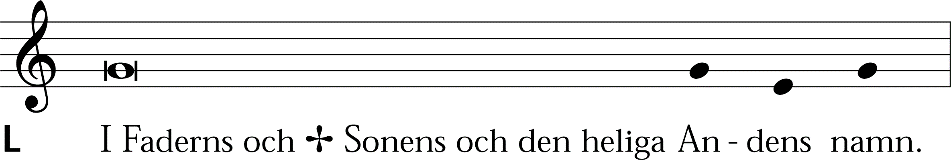 L I Faderns och ✢ Sonens och den heliga An - dens namn.